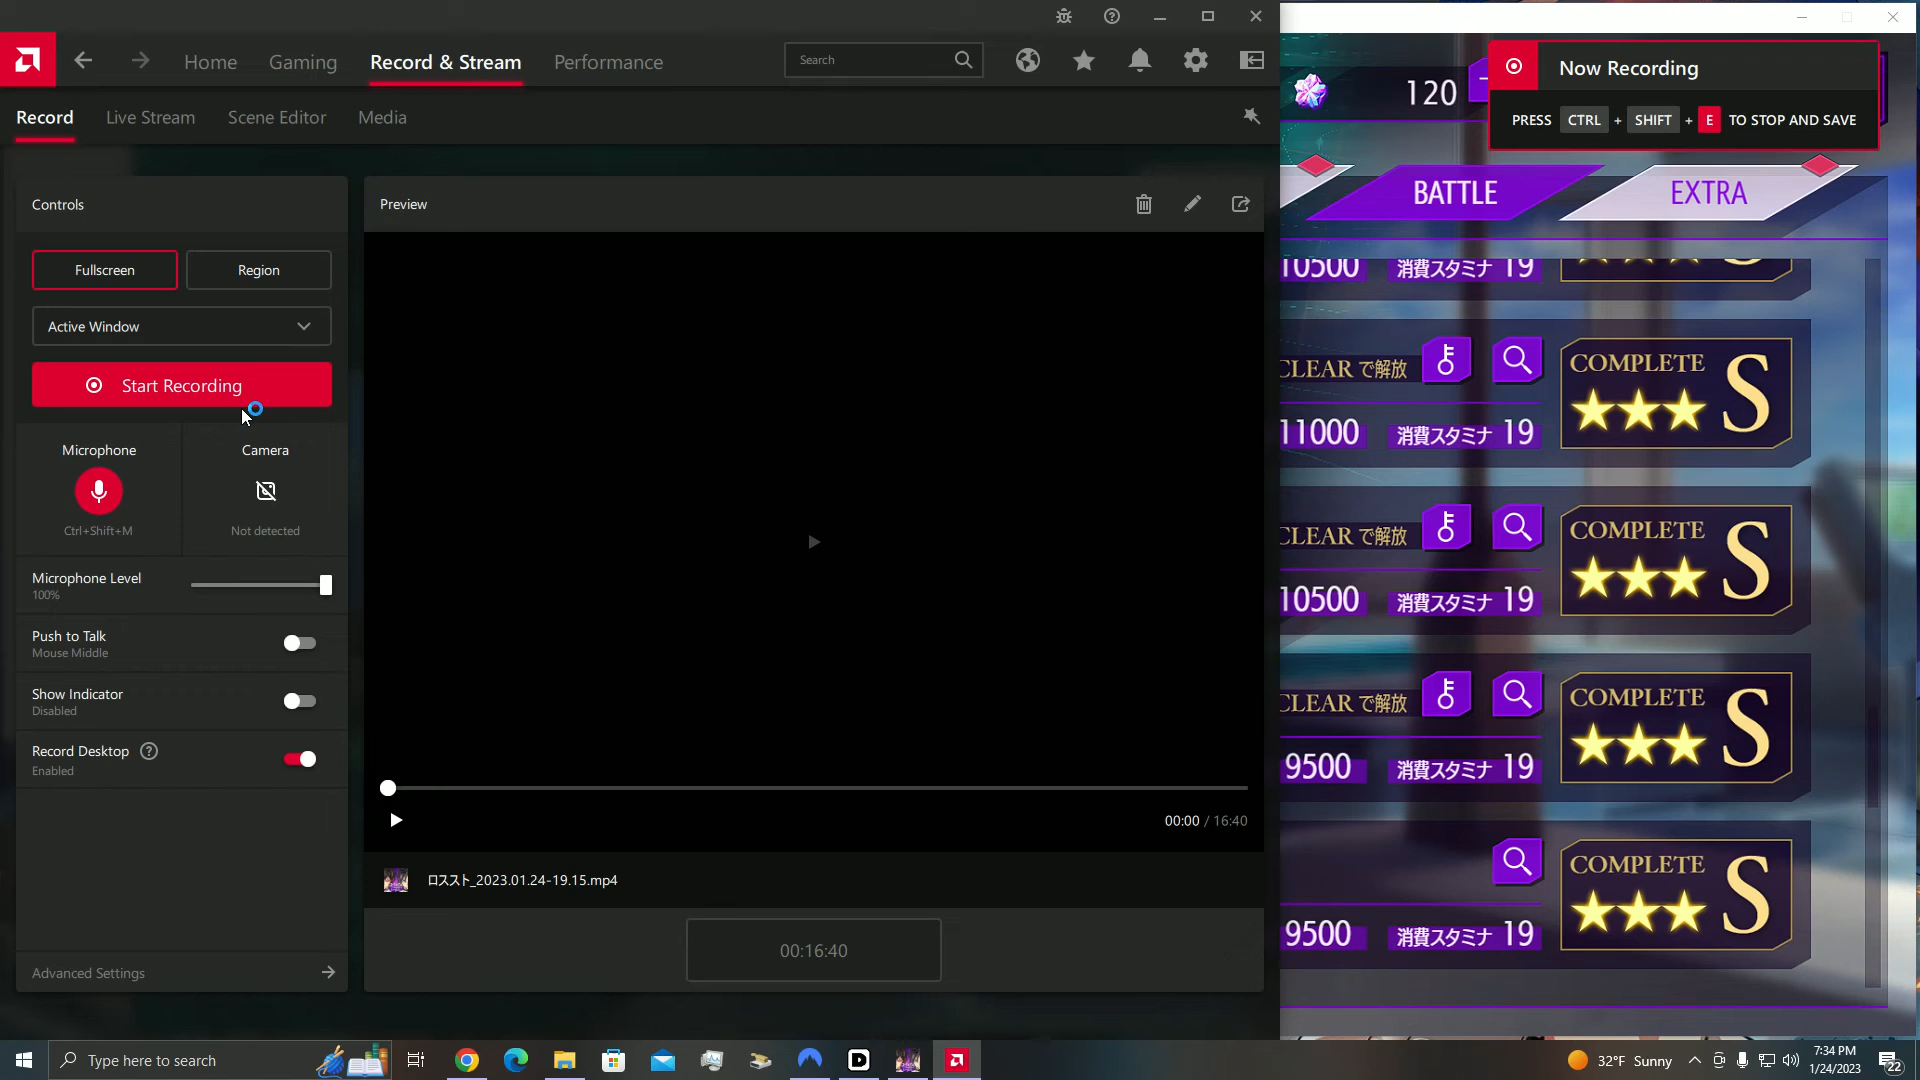 Home
Gaming
Record & Stream
Performance
Search
Record
Live Stream
Scene Editor
Media
Controls
Fullscreen
Region
Active Window
Start Recording
Microphone
Camera
Ctrl+Shift+M
Not detected
Microphone Level
100%
Push to Talk
Mouse Middle
Show Indicator
Disabled
Record Desktop
Enabled
Advanced Settings
Preview
00:00 / 16:40
ロススト_2023.01.24-19.15.mp4
00:16:40
120
Now Recording
PRESS CTRL + SHIFT + E TO STOP AND SAVE
BATTLE
EXTRA
10500 消費スタミナ 19
CLEAR で解放
COMPLETE S
11000 消費スタミナ 19
CLEAR で解放
COMPLETE S
10500 消費スタミナ 19
CLEAR で解放
COMPLETE S
9500 消費スタミナ 19
COMPLETE S
9500 消費スタミナ 19
Type here to search
32°F Sunny
7:34 PM
1/24/2023
22